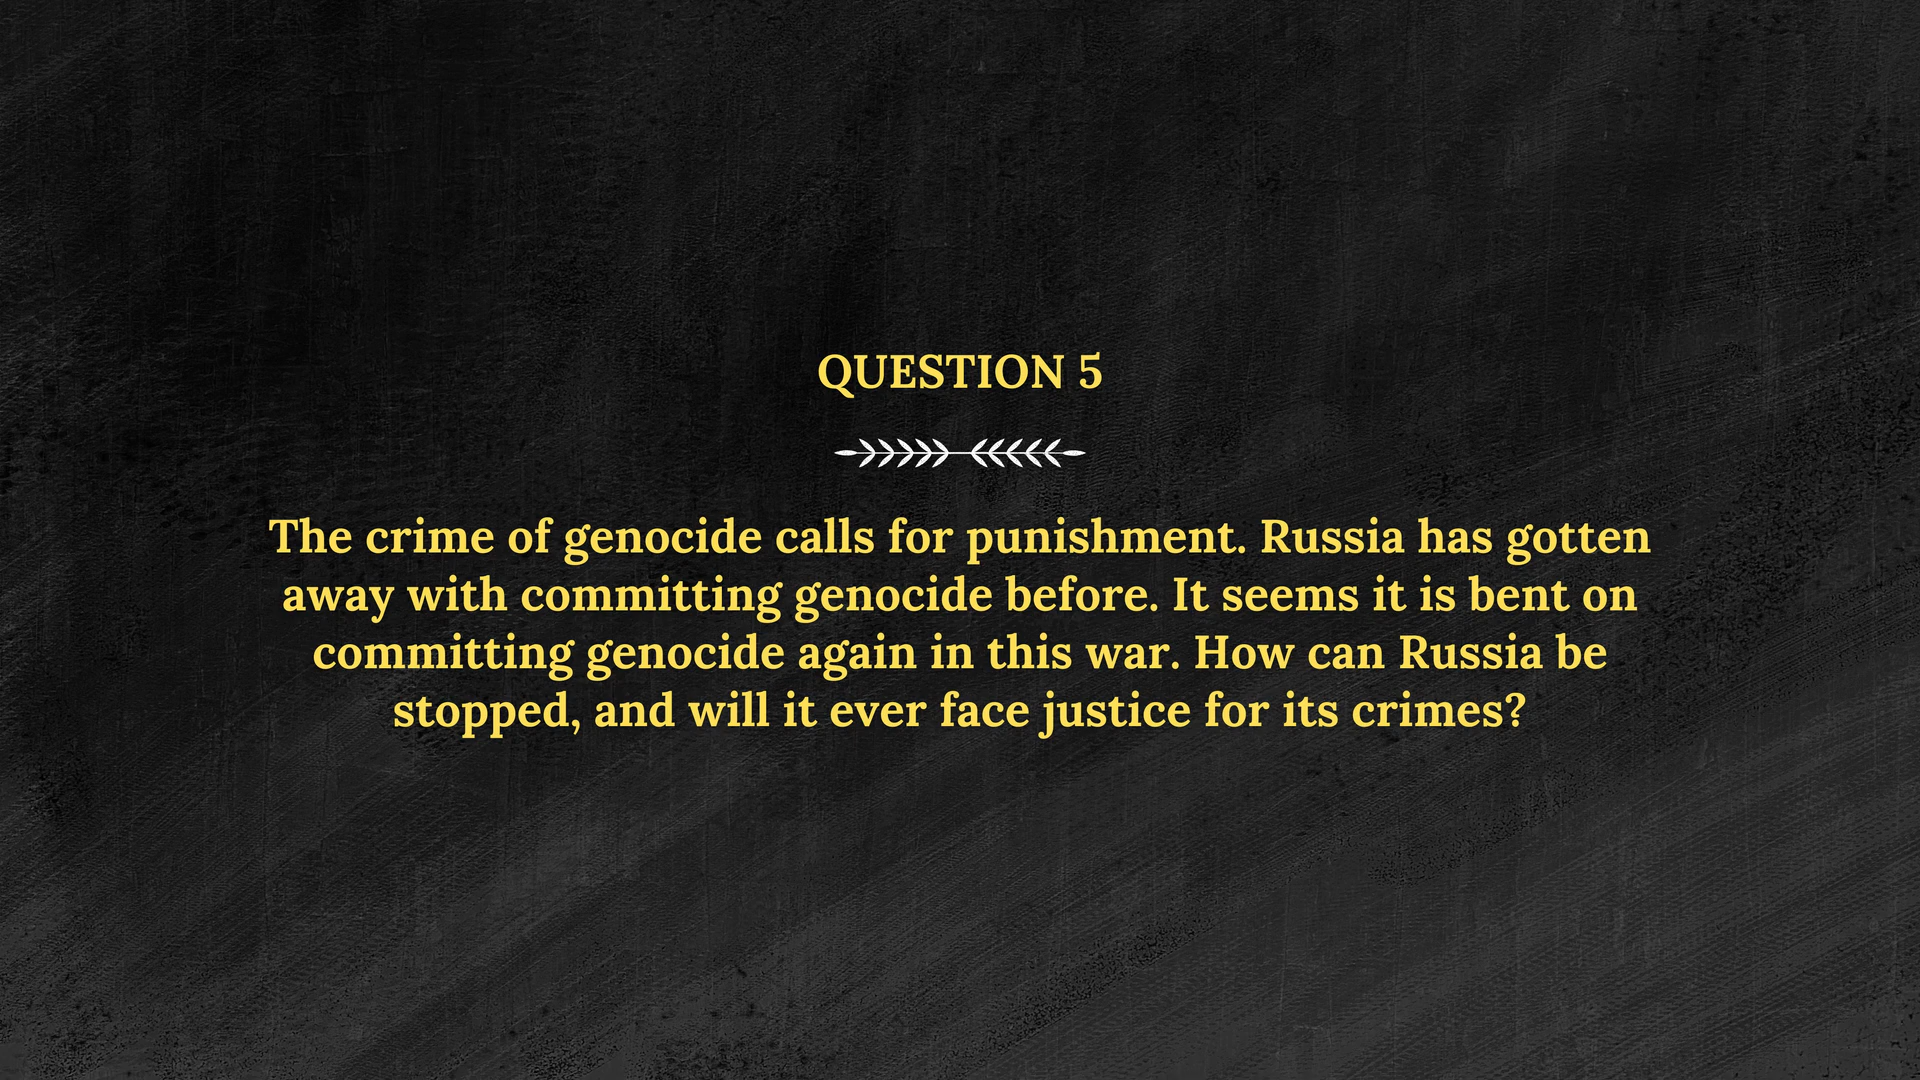 QUESTION 5
The crime of genocide calls for punishment. Russia has gotten
away with committing genocide before. It seems it is bent on
committing genocide again in this war. How can Russia be
stopped, and will it ever face justice for its crimes?